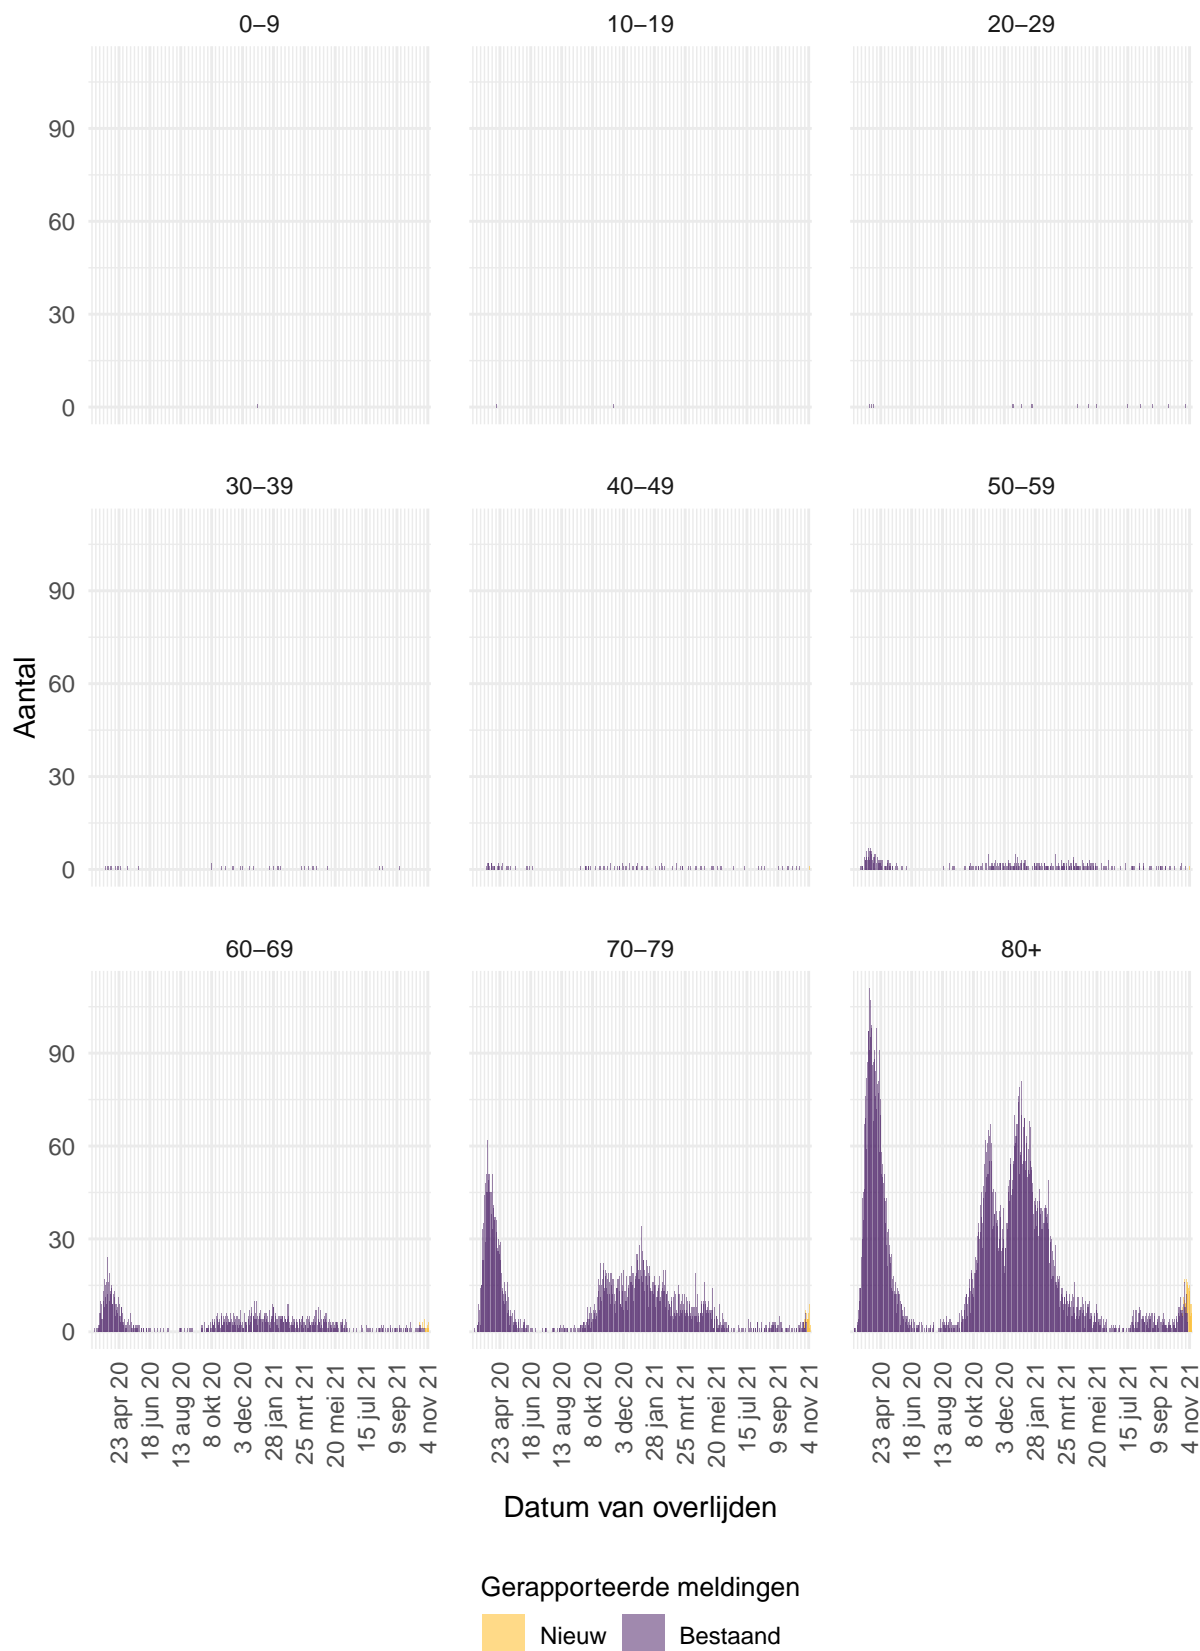 0–9
10–19
20–29
90
60
30
0
30–39
40–49
50–59
90
60
30
0
Aantal
60–69
70–79
80+
90
60
30
0
23 apr 20
18 jun 20
13 aug 20
8 okt 20
3 dec 20
28 jan 21
25 mrt 21
20 mei 21
15 jul 21
9 sep 21
4 nov 21
23 apr 20
18 jun 20
13 aug 20
8 okt 20
3 dec 20
28 jan 21
25 mrt 21
20 mei 21
15 jul 21
9 sep 21
4 nov 21
23 apr 20
18 jun 20
13 aug 20
8 okt 20
3 dec 20
28 jan 21
25 mrt 21
20 mei 21
15 jul 21
9 sep 21
4 nov 21
Datum van overlijden
Gerapporteerde meldingen
Nieuw
Bestaand